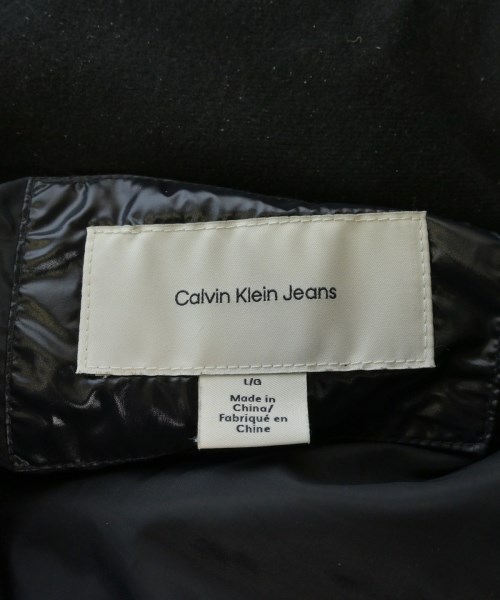 Calvin Klein Jeans
L/G
Made in
China/
Fabriqué en
Chine